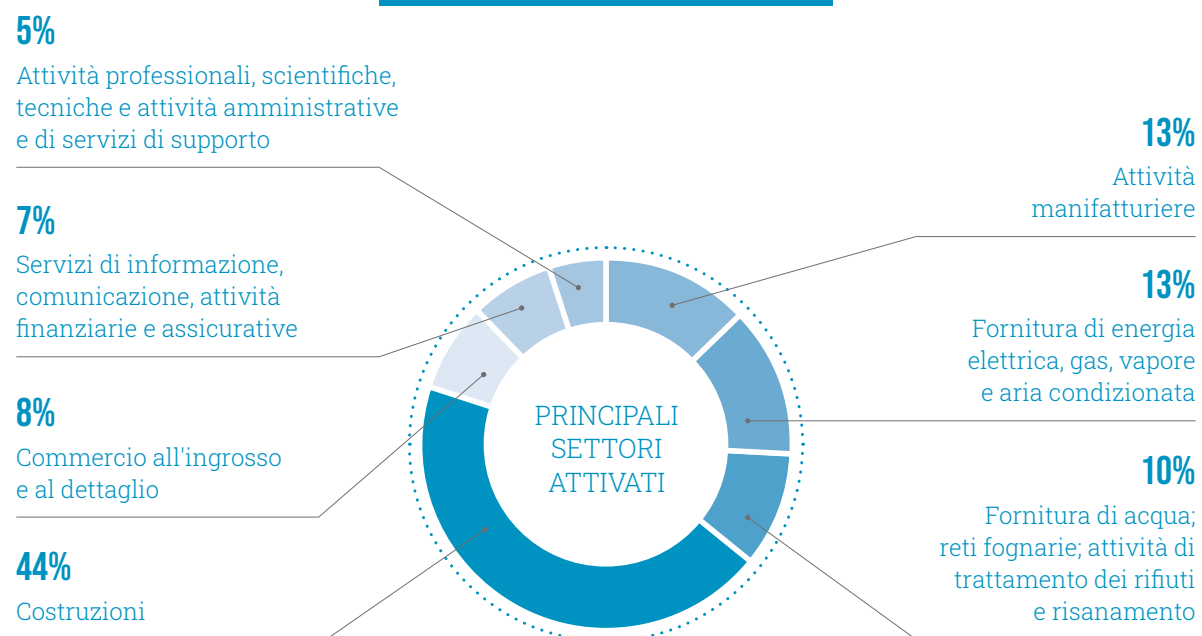 5%
Attività professionali, scientifiche,
tecniche e attività amministrative
e di servizi di supporto
7%
Servizi di informazione,
comunicazione, attività
finanziarie e assicurative
8%
Commercio all'ingrosso
e al dettaglio
44%
Costruzioni
PRINCIPALI
SETTORI
ATTIVATI
13%
Attività
manifatturiere
13%
Fornitura di energia
elettrica, gas, vapore
e aria condizionata
10%
Fornitura di acqua;
reti fognarie; attività di
trattamento dei rifiuti
e risanamento